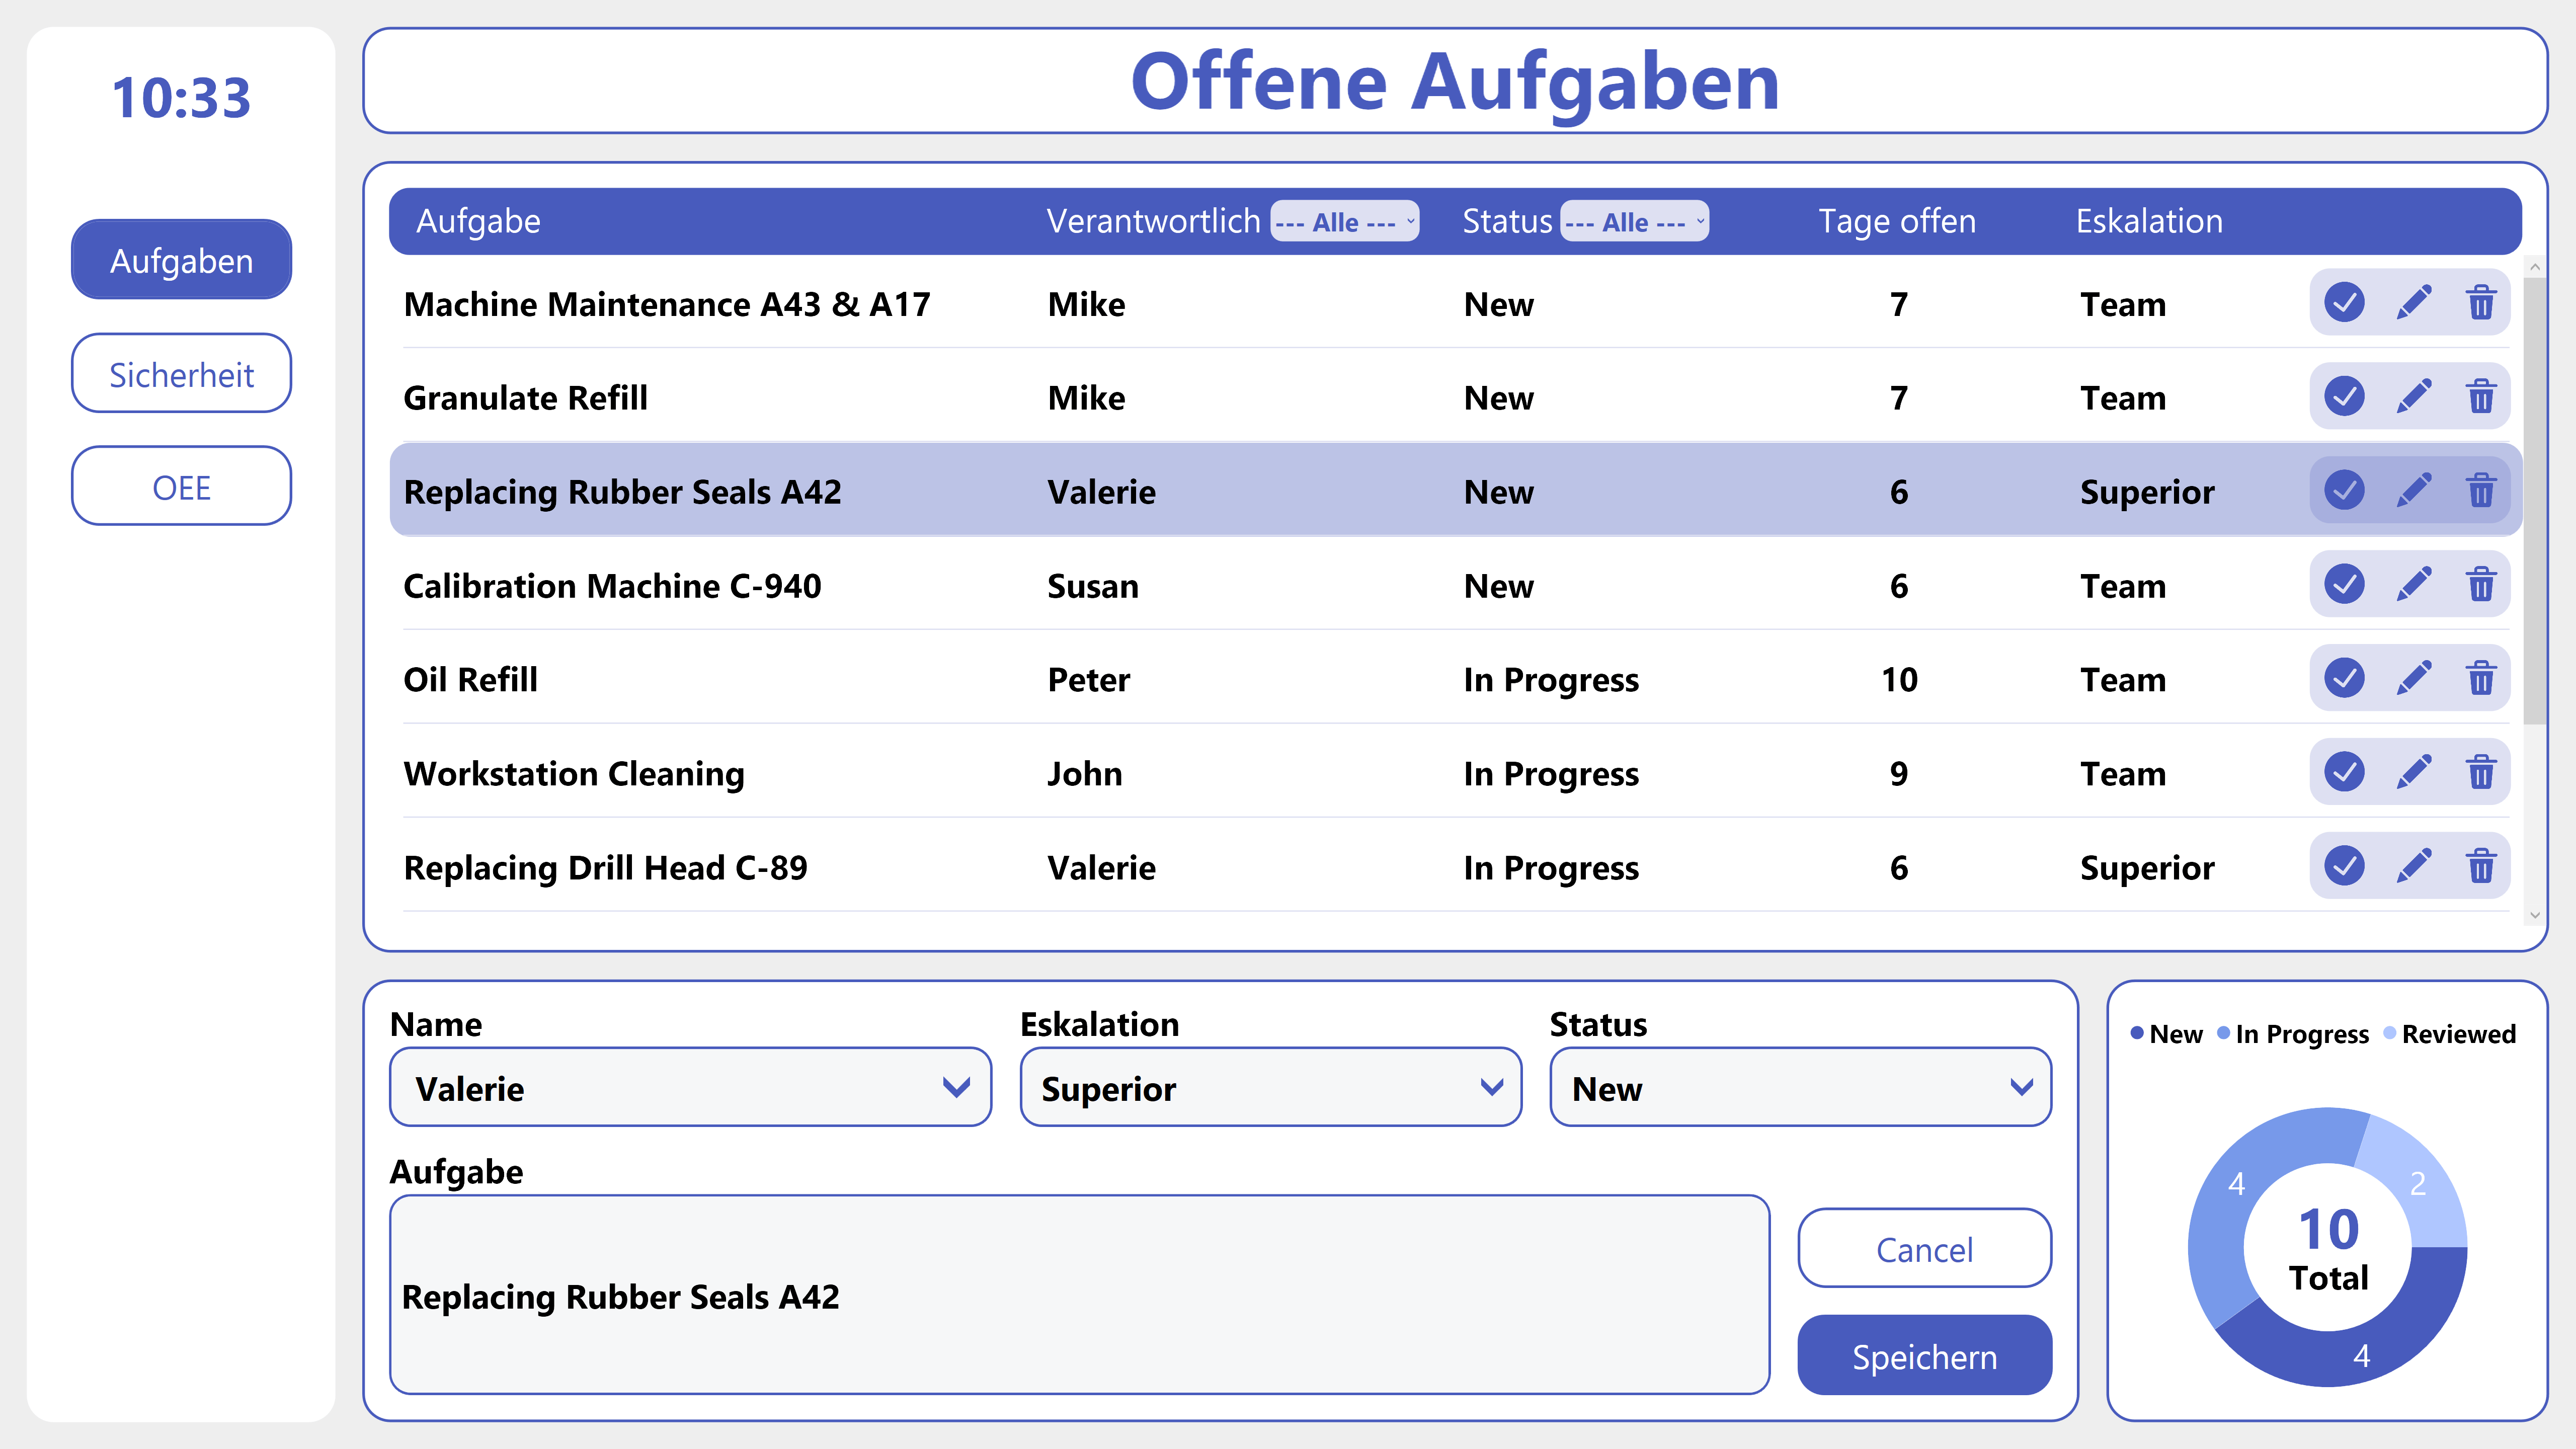 10:33
Aufgaben
Sicherheit
OEE
Offene Aufgaben
Aufgabe Verantwortlich --- Alle --- Status --- Alle --- Tage offen Eskalation
Machine Maintenance A43 & A17 Mike New 7 Team
Granulate Refill Mike New 7 Team
Replacing Rubber Seals A42 Valerie New 6 Superior
Calibration Machine C-940 Susan New 6 Team
Oil Refill Peter In Progress 10 Team
Workstation Cleaning John In Progress 9 Team
Replacing Drill Head C-89 Valerie In Progress 6 Superior
Name Eskalation Status
Valerie Superior New
Aufgabe
Replacing Rubber Seals A42
Cancel
Speichern
New In Progress Reviewed
4 2
10
Total
4